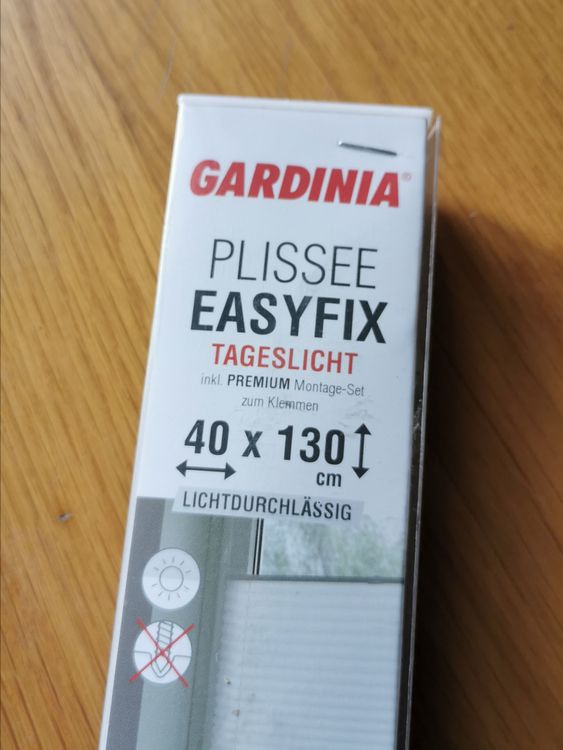 GARDINIA®
PLISSEE
EASYFIX
TAGESLICHT
inkl. PREMIUM Montage-Set
zum Klemmen
40 x 130
cm
LICHTDURCHLÄSSIG